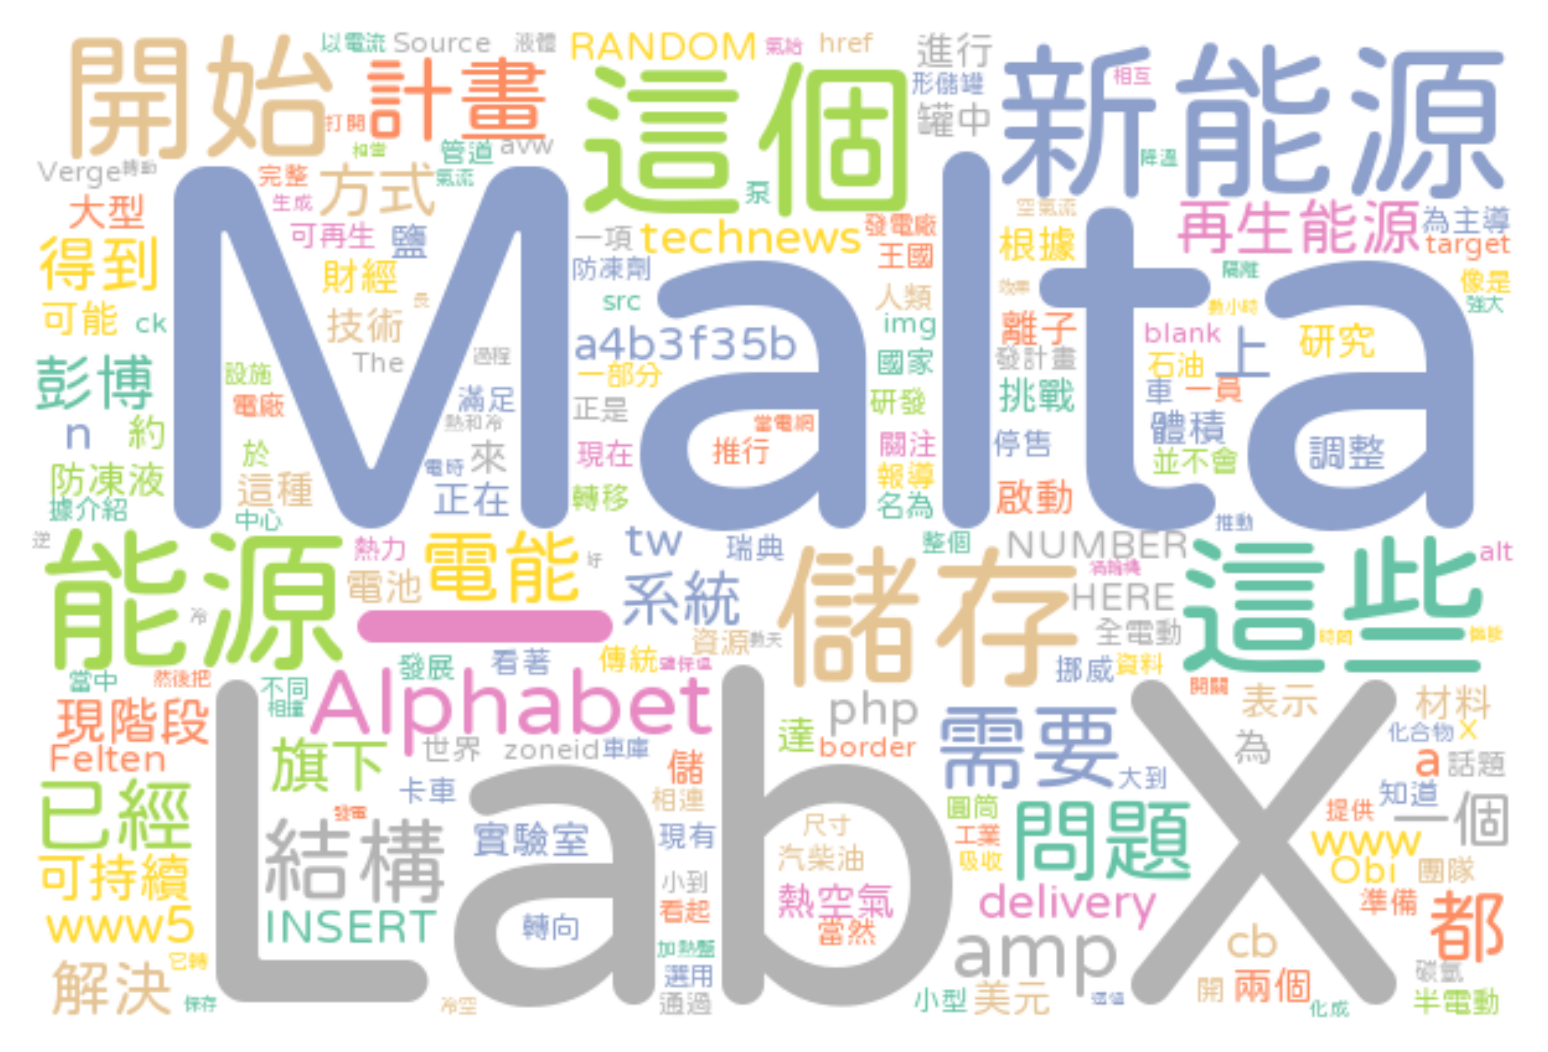 以電流 Source 液體 RANDOM 氣給 href 進行
開始 計畫 這個 形儲罐 新能源 相互
打開 罐中
相當 管道 avw 降溫
Verge 轉動 完整 方式 氣流 泵
大型 生成 空氣流 再生能源 為主導
可再生 鹽 一項 technews 發電廠 根據 target
得到 財經 防凍劑 王國 隔離 像是
Malta
長 src 人類 效果 數小時 強大
可能 ck 技術 a4b3f35b img 離子 blank 上 研究
The 過程 國家 發計畫 石油
彭博 設施 一部分 挑戰 車 一員
電廠 滿足 正是 研發
n 約 熱和冷 當電網 體積
於 來 現在 推行 關注 停售 調整
防凍液 這種 電時 報導 並不會
據介紹 中心 正在 轉移 名為 啟動 推動
逆 能源 熱力 電能 tw 瑞典 整個 NUMBER 這些 alt
電池 好 系統 儲存 渦輪機
冷 一 HERE
資源 數天 全電動 時間
當中 然後把 發展 看著 傳統 挪威 資料
不同 Alphabet 開關 表示 材料
現階段 相連 php 需要
Felten 旗下 世界 zoneid 車庫 達 border 為 化合物 X
卡車 儲 大到 a 話題
已經 發電 相連 圓筒 知道
LabX
結構 實驗室 現有 尺寸 工業 問題 提供 一個
可持續 汽柴油 吸收 www
小到 Obi 團隊
www5 INSERT 轉向 看起 熱空氣 delivery 準備 都
當然
它轉 加熱鹽 amp cb
解決 選用 碳氫
保存 冷空 通過 小型 美元 開 兩個 化成 半電動